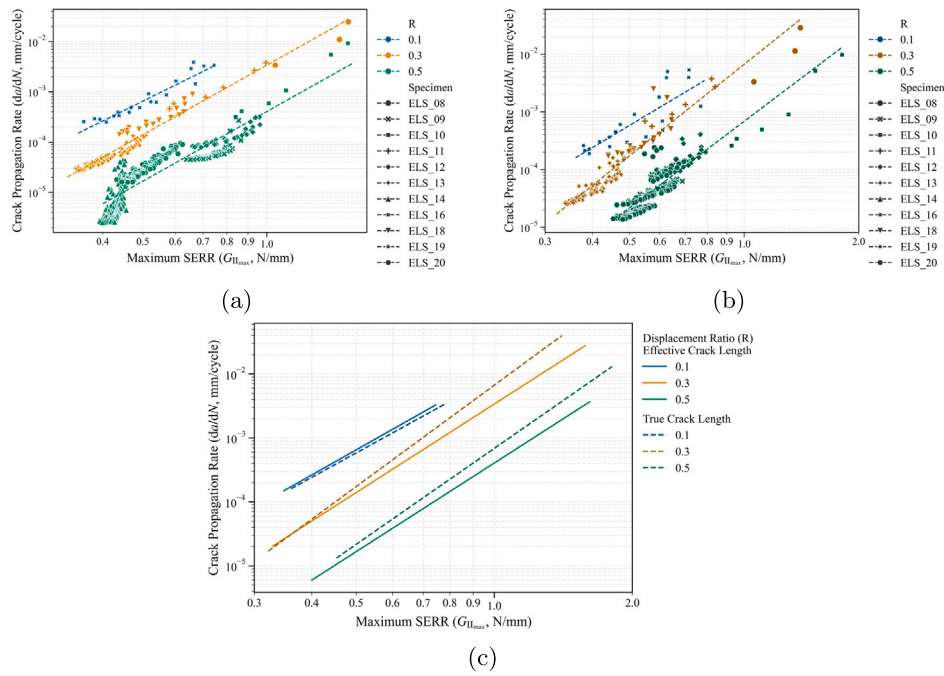 (a)
Crack Propagation Rate (da/dN, mm/cycle)
10⁻²
10⁻³
10⁻⁴
10⁻⁵
0.4
0.5
0.6
0.7
0.8
0.9
1.0
Maximum SERR (G_IImax, N/mm)
R
0.1
0.3
0.5
Specimen
ELS_08
ELS_09
ELS_10
ELS_11
ELS_12
ELS_13
ELS_14
ELS_16
ELS_18
ELS_19
ELS_20
(a)
(b)
Crack Propagation Rate (da/dN, mm/cycle)
10⁻²
10⁻³
10⁻⁴
10⁻⁵
0.3
0.4
0.5
0.6
0.7
0.8
0.9
1.0
2.0
Maximum SERR (G_IImax, N/mm)
R
0.1
0.3
0.5
Specimen
ELS_08
ELS_09
ELS_10
ELS_11
ELS_12
ELS_13
ELS_14
ELS_16
ELS_18
ELS_19
ELS_20
(b)
Crack Propagation Rate (da/dN, mm/cycle)
10⁻²
10⁻³
10⁻⁴
10⁻⁵
0.3
0.4
0.5
0.6
0.7
0.8
0.9
1.0
2.0
Maximum SERR (G_IImax, N/mm)
Displacement Ratio (R)
Effective Crack Length
0.1
0.3
0.5
True Crack Length
0.1
0.3
0.5
(c)